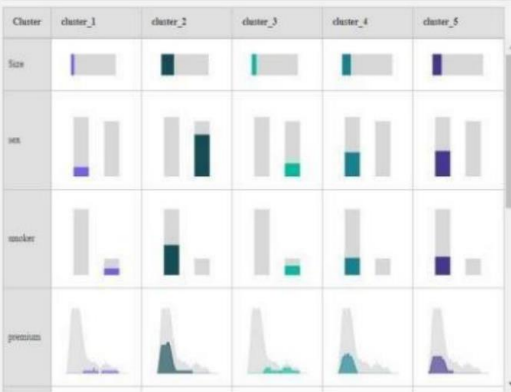 Cluster cluster_1 cluster_2 cluster_3 cluster_4 cluster_5
Size
sex
smoker
premium